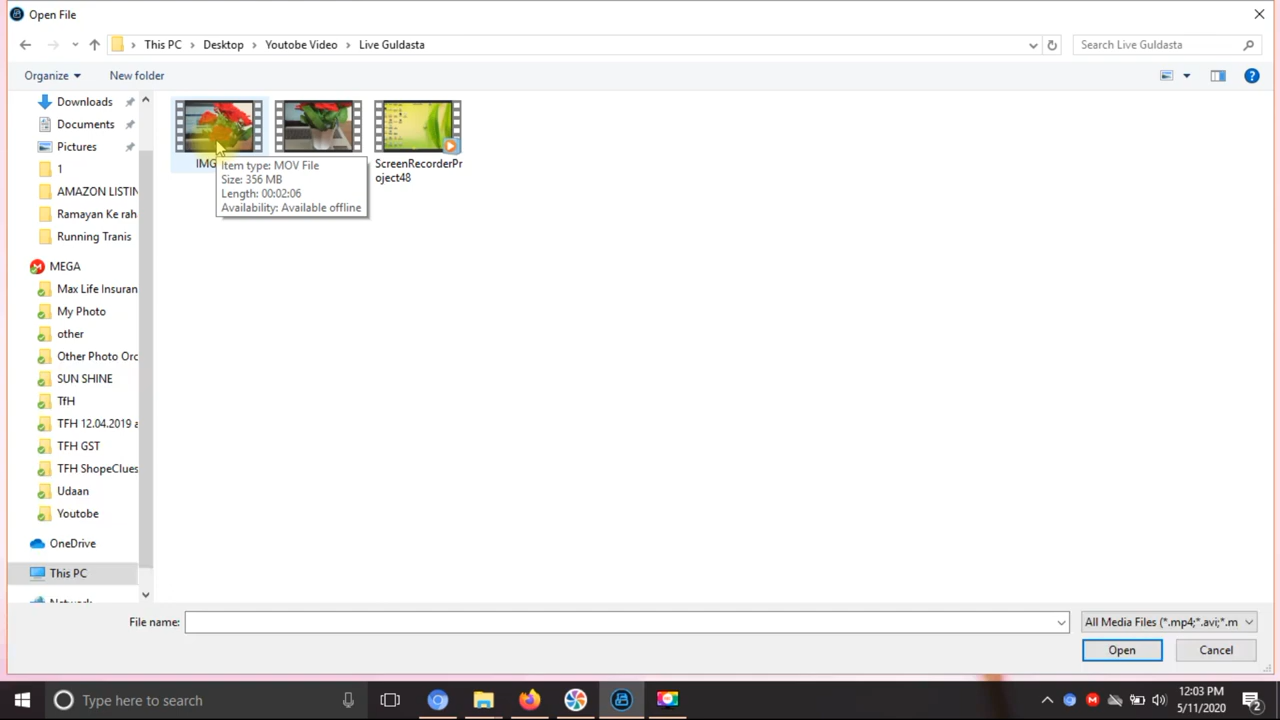 Open File
This PC
Desktop
Youtube Video
Live Guldasta
Search Live Guldasta
Organize
New folder
Downloads
Documents
Pictures
1
AMAZON LISTIN
Ramayan Ke rah
Running Tranis
MEGA
Max Life Insuran
My Photo
other
Other Photo Orc
SUN SHINE
TfH
TFH 12.04.2019 a
TFH GST
TFH ShopeClues
Udaan
Youtube
OneDrive
This PC
Network
IMG
Item type: MOV File
Size: 356 MB
Length: 00:02:06
Availability: Available offline
ScreenRecorderPr
oject48
File name:
All Media Files (*.mp4;*.avi;*.m
Open
Cancel
Type here to search
12:03 PM
5/11/2020
2